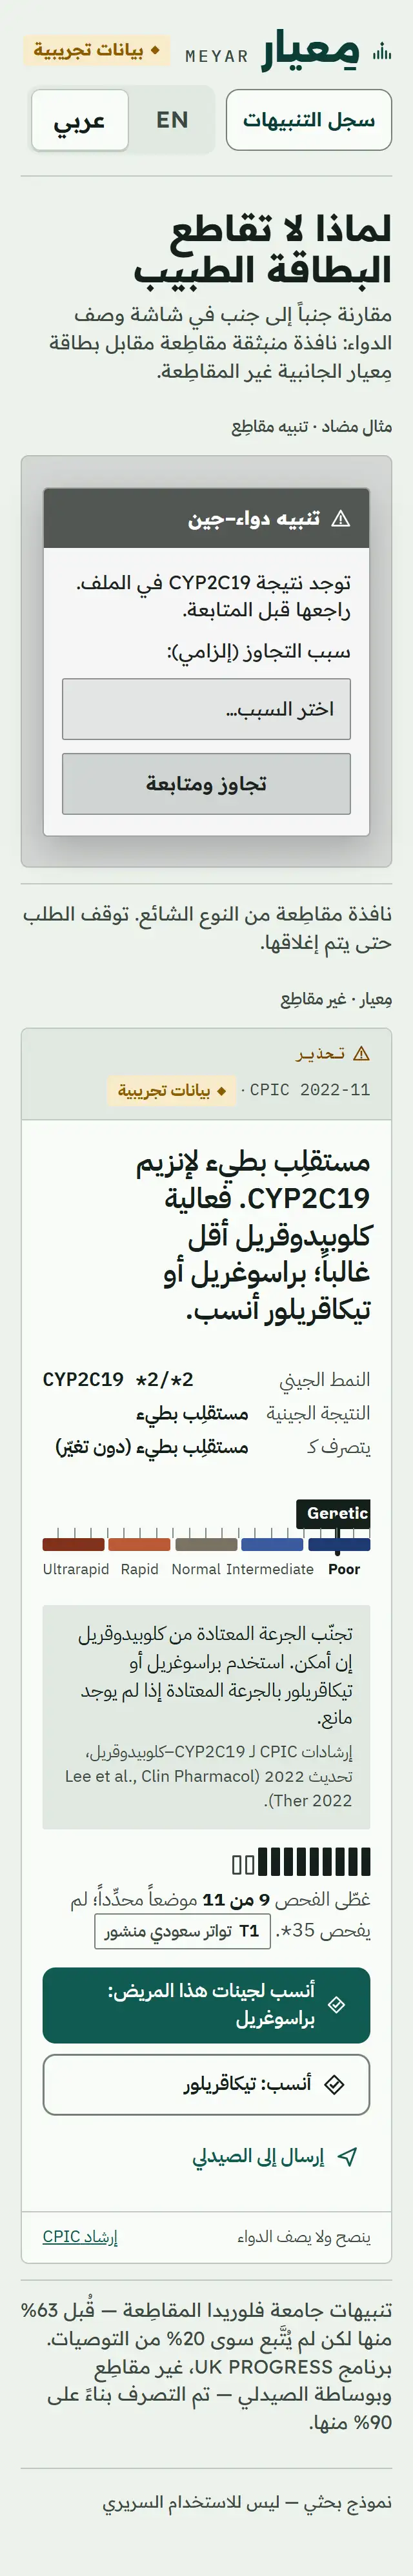 مِعيار MEYAR ◆ بيانات تجريبية
سجل التنبيهات EN عربي
لماذا لا تقاطع
البطاقة الطبيب
مقارنة جنباً إلى جنب في شاشة وصف
الدواء: نافذة منبثقة مقاطِعة مقابل بطاقة
مِعيار الجانبية غير المقاطِعة.
مثال مضاد · تنبيه مقاطِع
تنبيه دواء–جين
توجد نتيجة CYP2C19 في الملف.
راجعها قبل المتابعة.
سبب التجاوز (إلزامي):
اختر السبب...
تجاوز ومتابعة
نافذة مقاطِعة من النوع الشائع. توقف الطلب
حتى يتم إغلاقها.
مِعيار · غير مقاطِع
تـحـذيـر
CPIC 2022-11 · ◆ بيانات تجريبية
مستقلِب بطيء لإنزيم
CYP2C19. فعالية
كلوبيدوقريل أقل
غالباً؛ براسوغريل أو
تيكاقريلور أنسب.
النمط الجيني CYP2C19 *2/*2
النتيجة الجينية مستقلِب بطيء
يتصرف كـ مستقلِب بطيء (دون تغيّر)
Genetic
Ultrarapid Rapid Normal Intermediate Poor
تجنّب الجرعة المعتادة من كلوبيدوقريل
إن أمكن. استخدم براسوغريل أو
تيكاقريلور بالجرعة المعتادة إذا لم يوجد
مانع.
إرشادات CPIC لـ CYP2C19–كلوبيدوقريل،
تحديث 2022 (Lee et al., Clin Pharmacol
Ther 2022).
غطّى الفحص 9 من 11 موضعاً محدَّداً؛ لم
يفحص 35*. T1 تواتر سعودي منشور
أنسب لجينات هذا المريض:
براسوغريل
أنسب: تيكاقريلور
إرسال إلى الصيدلي
ينصح ولا يصف الدواء إرشاد CPIC
تنبيهات جامعة فلوريدا المقاطِعة — قُبل 63%
منها لكن لم يُتَّبع سوى 20% من التوصيات.
برنامج UK PROGRESS، غير مقاطِع
وبوساطة الصيدلي — تم التصرف بناءً على
90% منها.
نموذج بحثي — ليس للاستخدام السريري